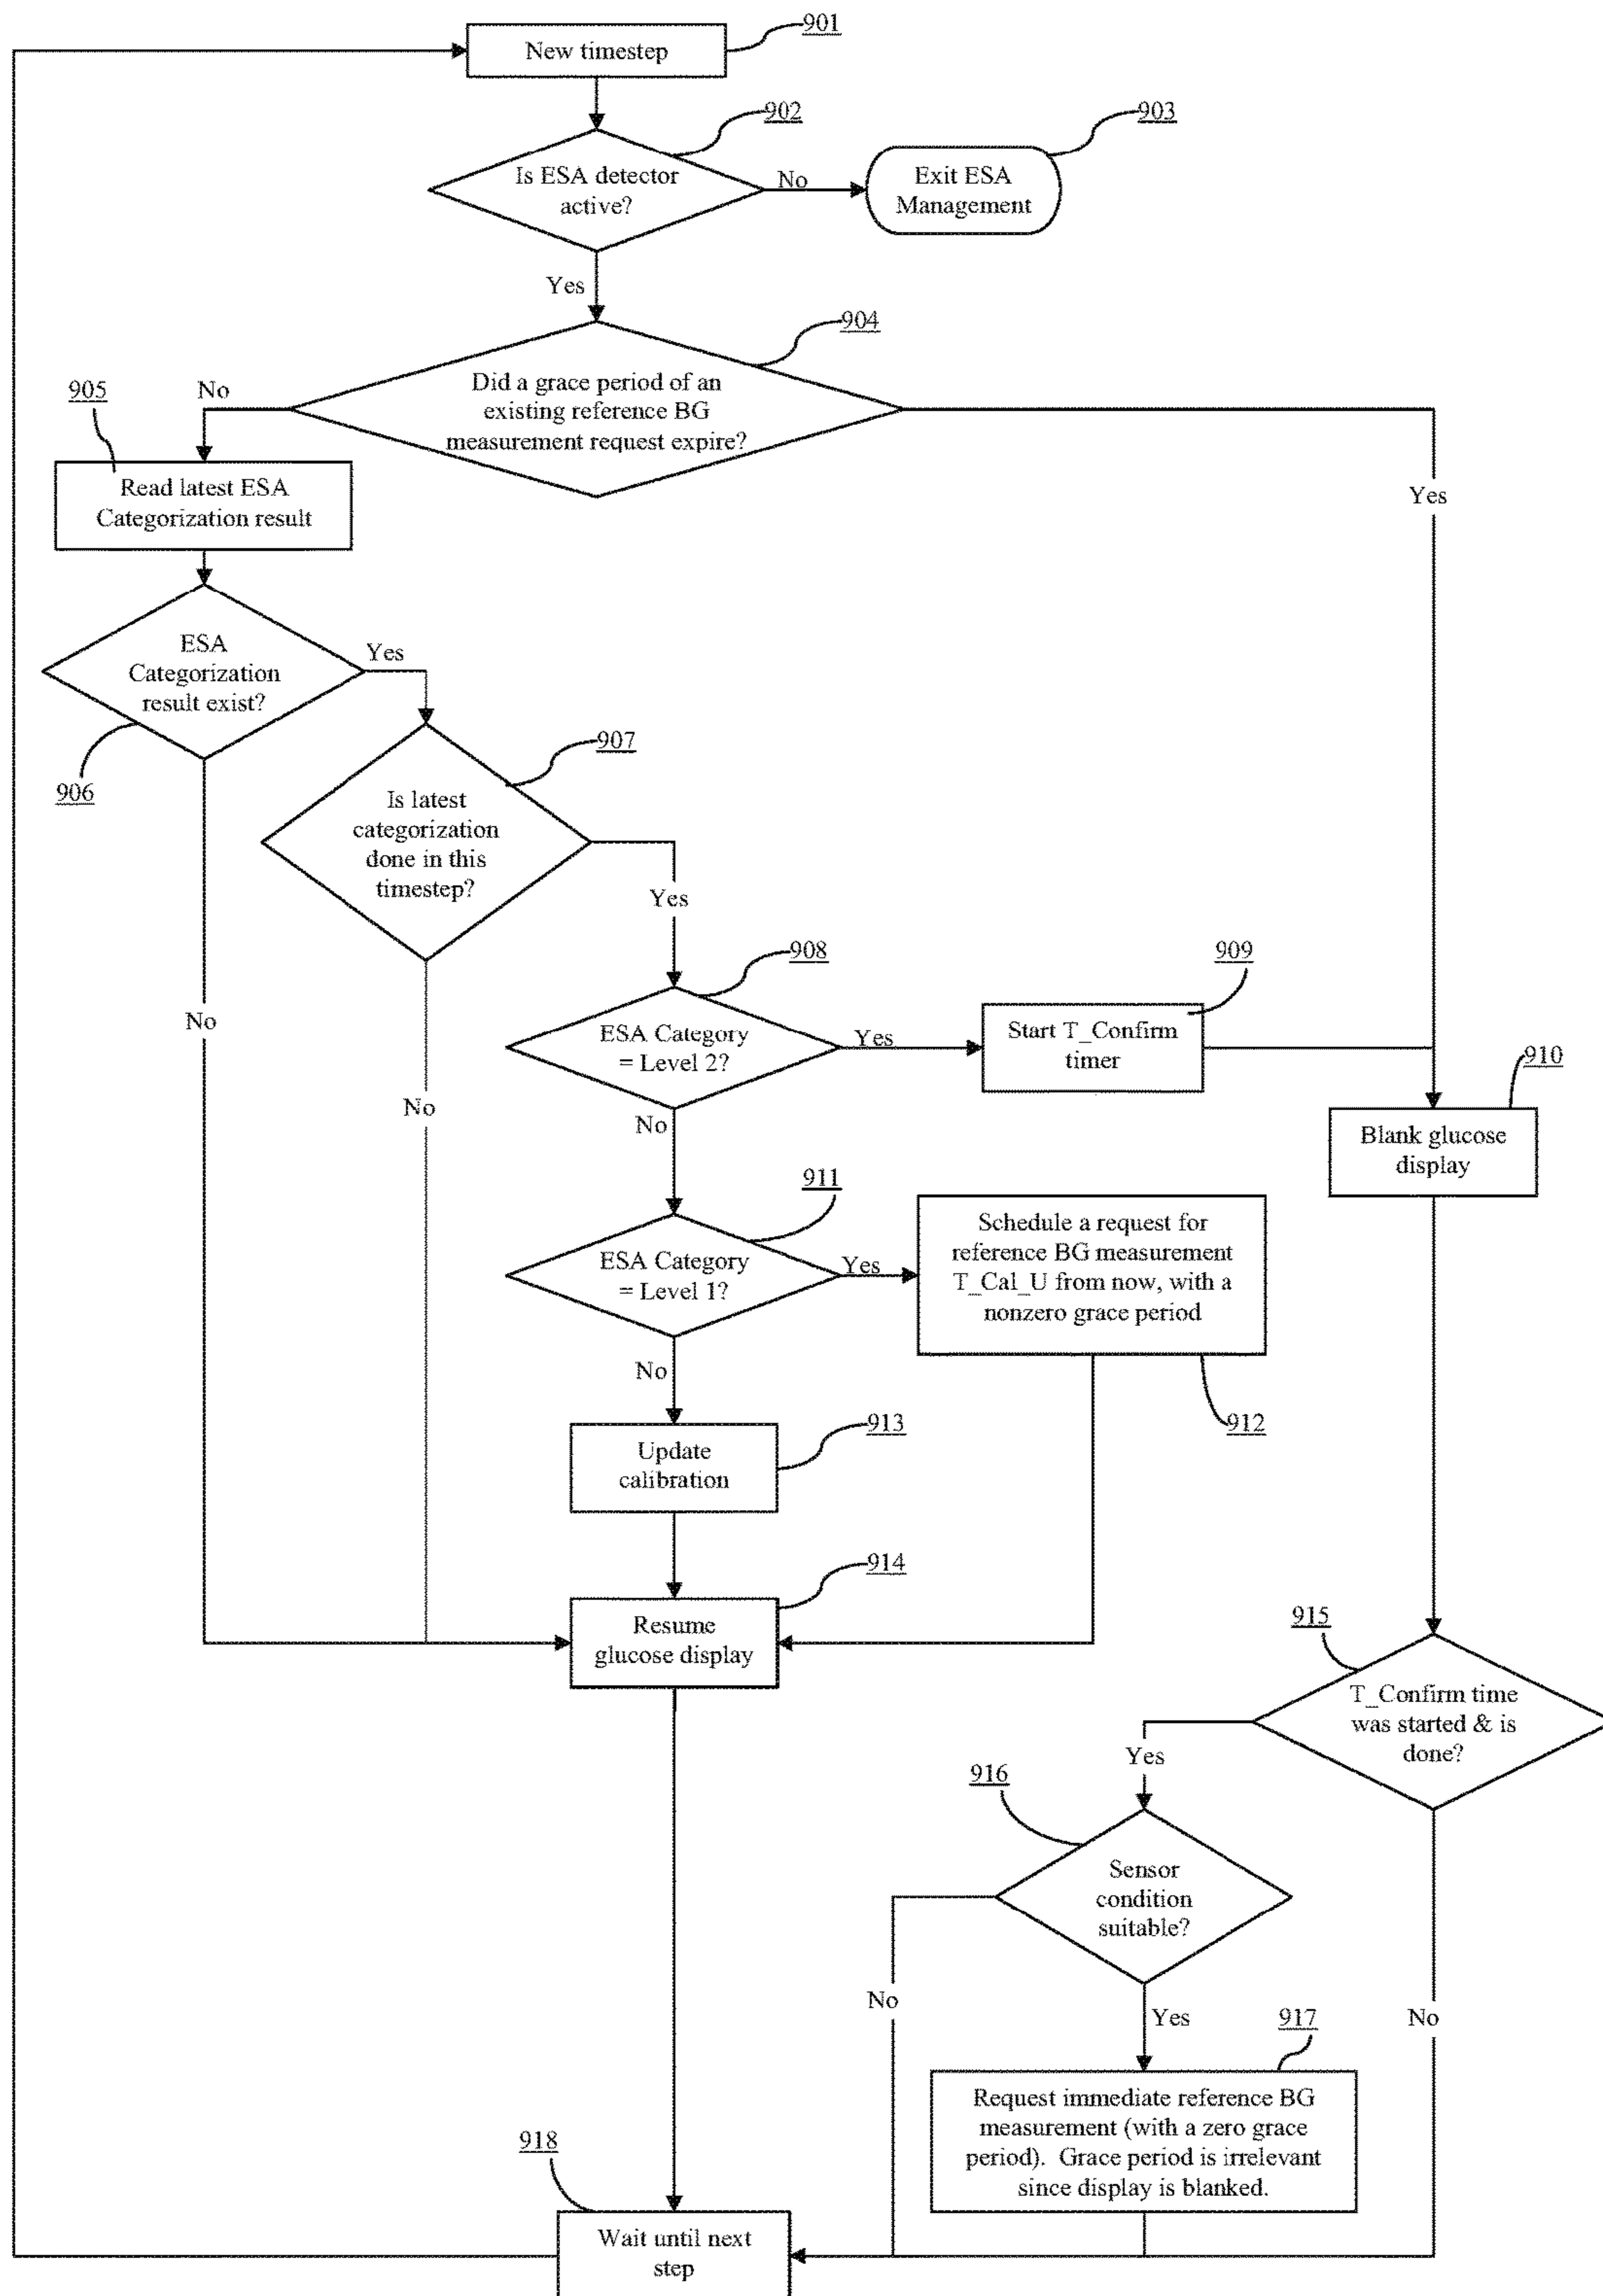 901
New timestep
902
903
Is ESA detector
active?
No
Exit ESA
Management
Yes
904
905
No
Did a grace period of an
existing reference BG
measurement request expire?
Read latest ESA
Categorization result
Yes
ESA
Categorization
result exist?
Yes
906
907
Is latest
categorization
done in this
timestep?
Yes
No
908
909
ESA Category
= Level 2?
Yes
Start T_Confirm
timer
910
No
No
Blank glucose
display
911
ESA Category
= Level 1?
Yes
Schedule a request for
reference BG measurement
T_Cal_U from now, with a
nonzero grace period
No
912
913
Update
calibration
914
Resume
glucose display
915
T_Confirm time
was started & is
done?
Yes
916
Sensor
condition
suitable?
No
Yes
No
917
Request immediate reference BG
measurement (with a zero grace
period). Grace period is irrelevant
since display is blanked.
918
Wait until next
step